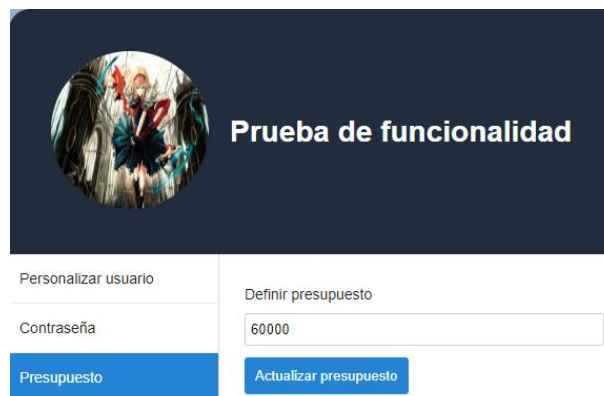 Prueba de funcionalidad
Personalizar usuario
Contraseña
Presupuesto
Definir presupuesto
60000
Actualizar presupuesto